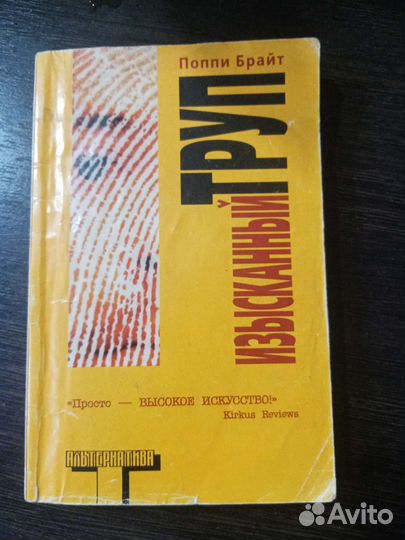 Поппи Брайт
ИЗЫСКАННЫЙ
ТРУП
«Просто — ВЫСОКОЕ ИСКУССТВО!»
Kirkus Reviews
АЛЬТЕРНАТИВА
Avito